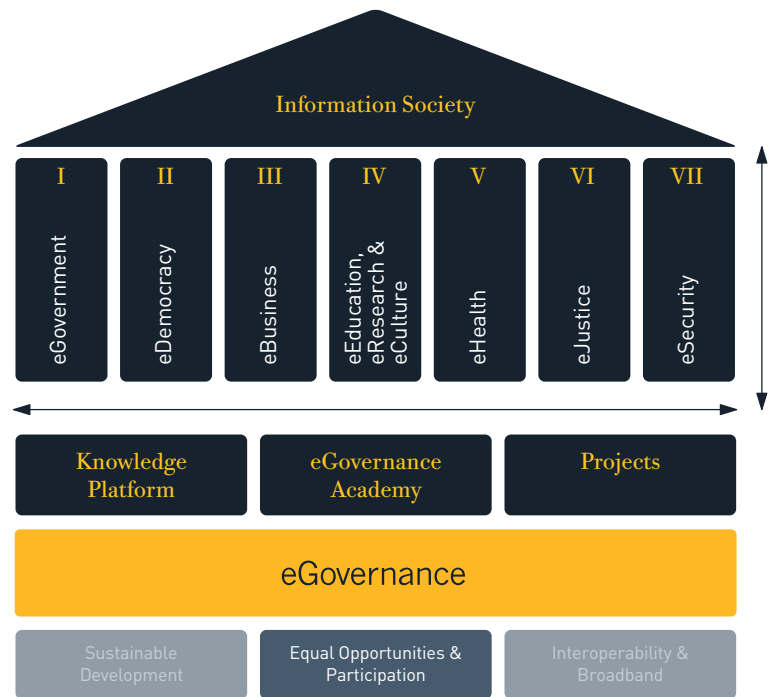 Information Society
I
eGovernment
II
eDemocracy
III
eBusiness
IV
eEducation,
eResearch &
eCulture
V
eHealth
VI
eJustice
VII
eSecurity
Knowledge
Platform
eGovernance
Academy
Projects
eGovernance
Sustainable
Development
Equal Opportunities &
Participation
Interoperability &
Broadband